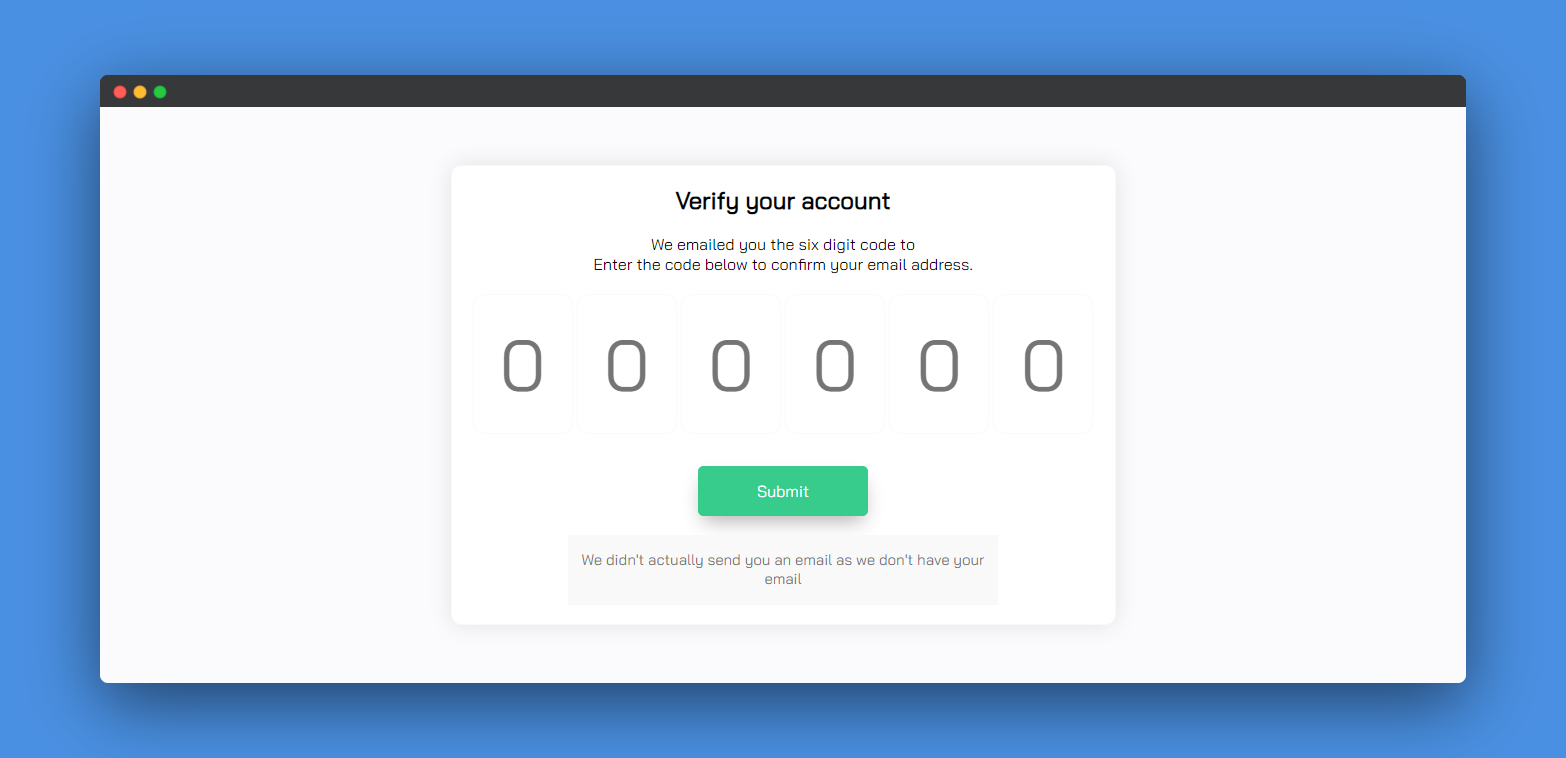 Verify your account
We emailed you the six digit code to
Enter the code below to confirm your email address.
0 0 0 0 0 0
Submit
We didn't actually send you an email as we don't have your
email